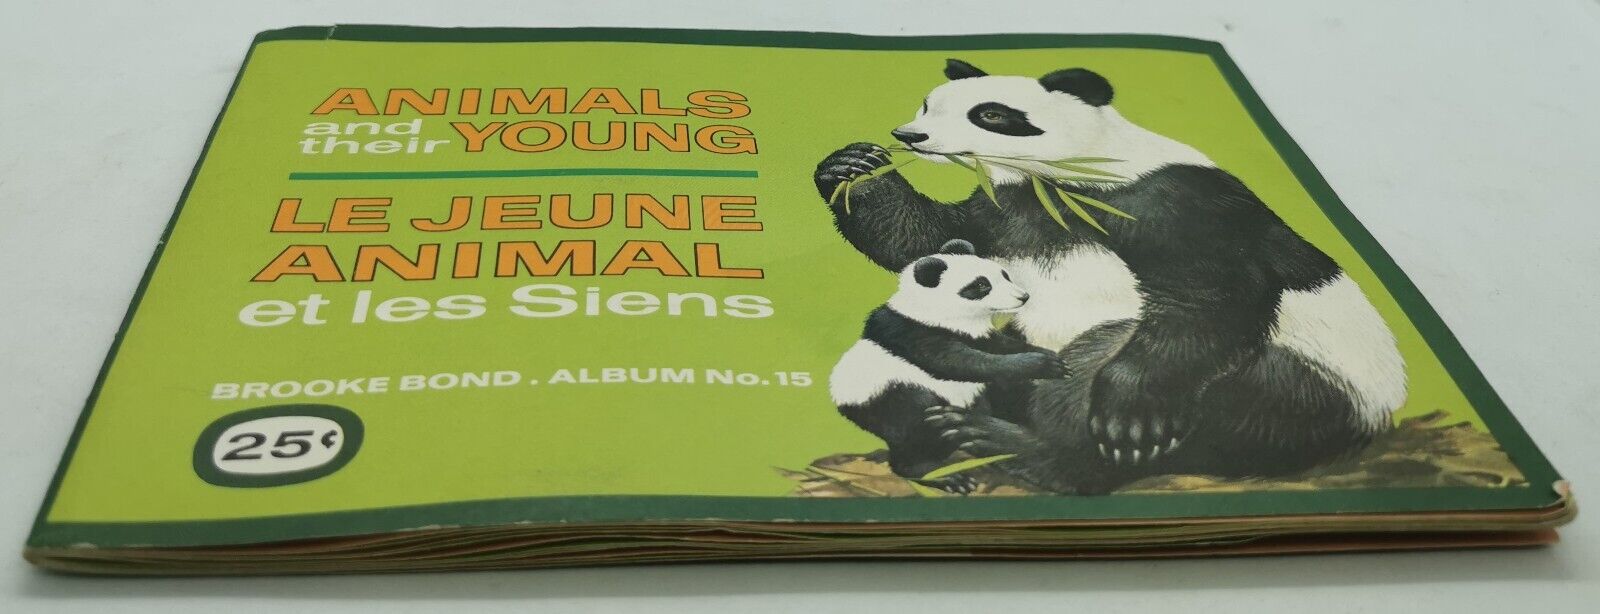 ANIMALS
and their YOUNG
LE JEUNE
ANIMAL
et les Siens
BROOKE BOND . ALBUM No. 15
25¢